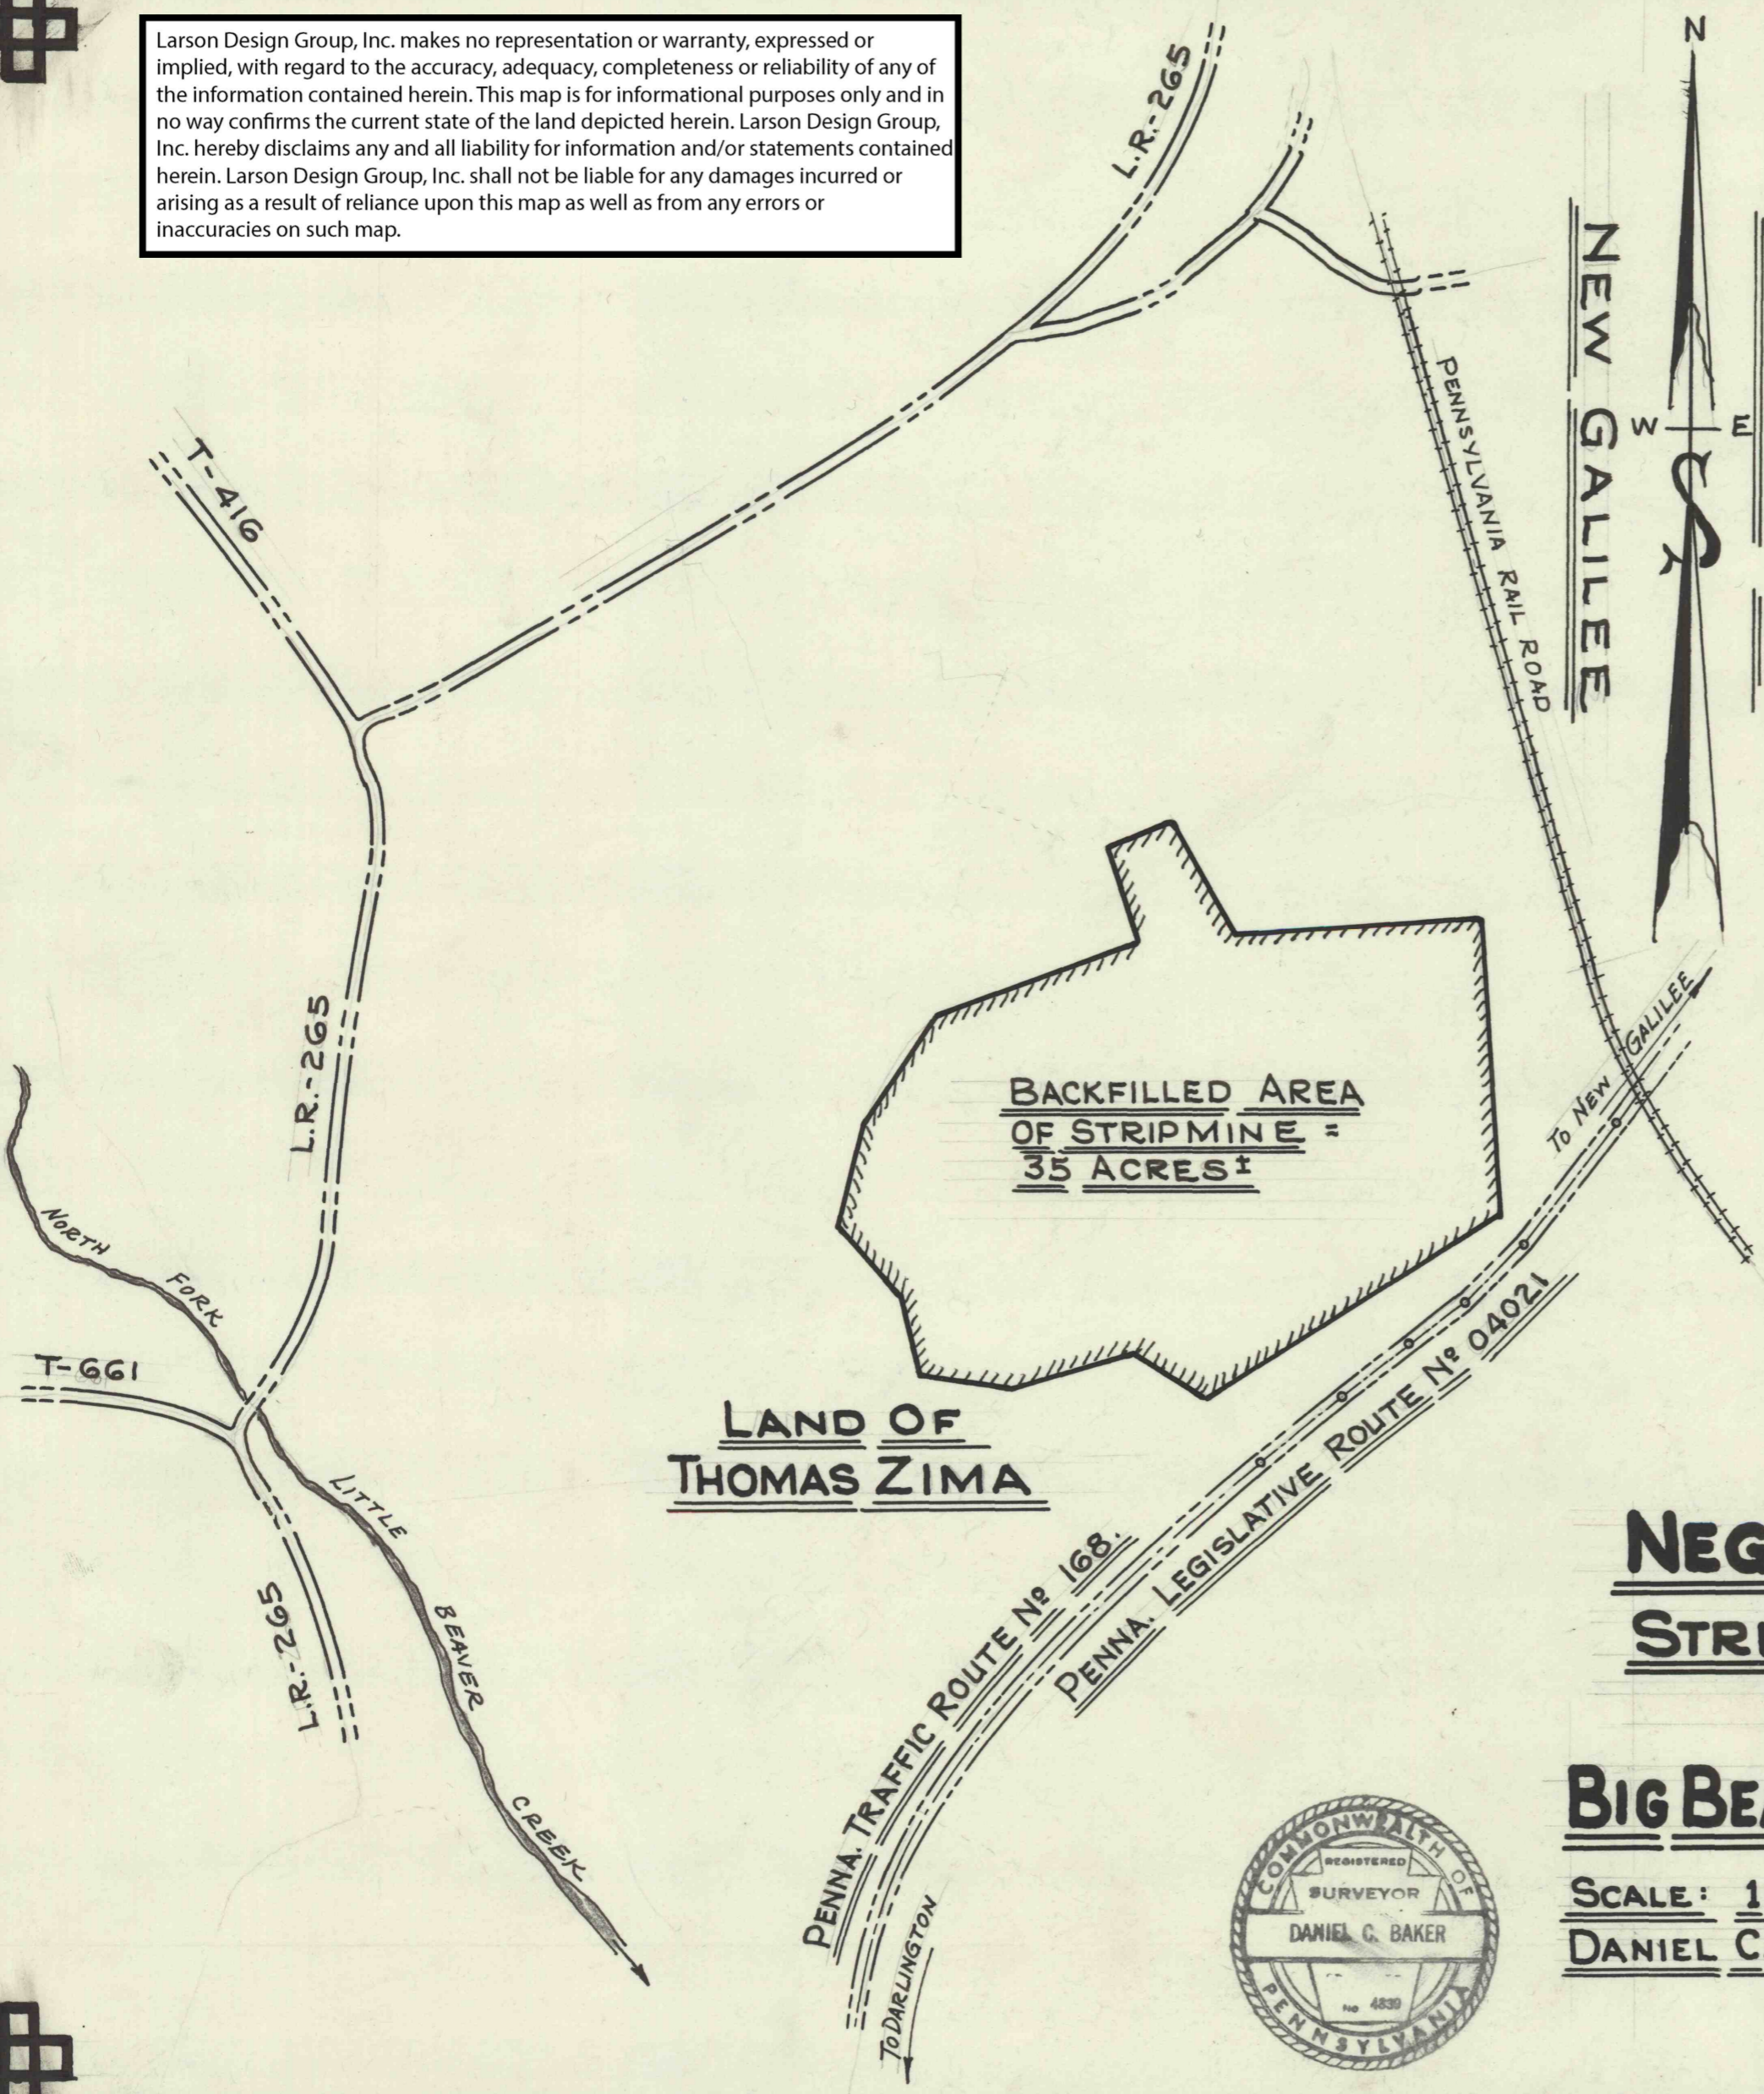 Larson Design Group, Inc. makes no representation or warranty, expressed or
implied, with regard to the accuracy, adequacy, completeness or reliability of any of
the information contained herein. This map is for informational purposes only and in
no way confirms the current state of the land depicted herein. Larson Design Group,
Inc. hereby disclaims any and all liability for information and/or statements contained
herein. Larson Design Group, Inc. shall not be liable for any damages incurred or
arising as a result of reliance upon this map as well as from any errors or
inaccuracies on such map.
L.R.-265
N
W E
NEW GALILEE
PENNSYLVANIA RAIL ROAD
T-416
L.R.-265
BACKFILLED AREA
OF STRIPMINE =
35 ACRES±
TO NEW GALILEE
NORTH FORK LITTLE BEAVER CREEK
T-661
L.R.-265
LAND OF
THOMAS ZIMA
PENNA. TRAFFIC ROUTE Nº 168.
PENNA. LEGISLATIVE ROUTE Nº 04021
TO DARLINGTON
NEG
STRI
BIG BEA
SCALE: 1
DANIEL C
COMMONWEALTH OF
REGISTERED
SURVEYOR
DANIEL C. BAKER
No 4839
PENNSYLVANIA